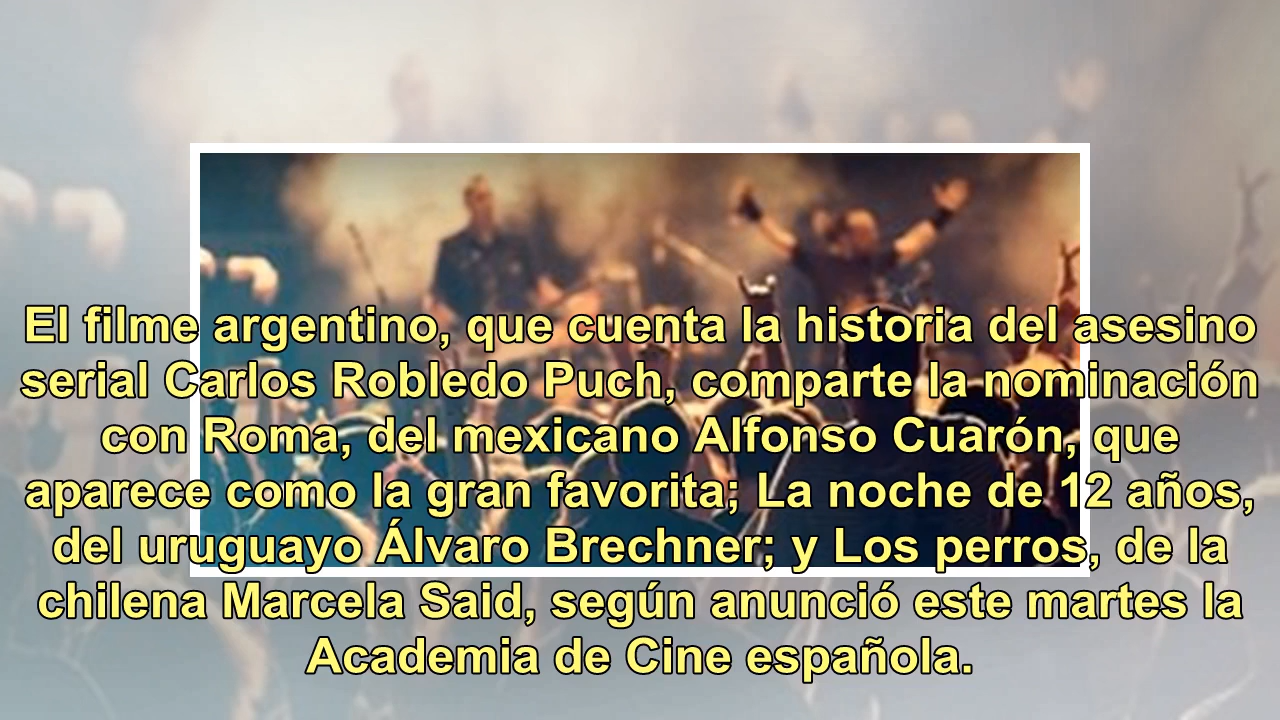 El filme argentino, que cuenta la historia del asesino
serial Carlos Robledo Puch, comparte la nominación
con Roma, del mexicano Alfonso Cuarón, que
aparece como la gran favorita; La noche de 12 años,
del uruguayo Álvaro Brechner; y Los perros, de la
chilena Marcela Said, según anunció este martes la
Academia de Cine española.